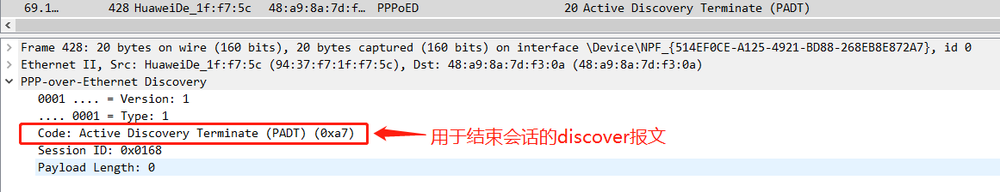 69.1… 428 HuaweiDe_1f:f7:5c 48:a9:8a:7d:f… PPPoED 20 Active Discovery Terminate (PADT)
Frame 428: 20 bytes on wire (160 bits), 20 bytes captured (160 bits) on interface \Device\NPF_{514EF0CE-A125-4921-BD88-268EB8E872A7}, id 0
Ethernet II, Src: HuaweiDe_1f:f7:5c (94:37:f7:1f:f7:5c), Dst: 48:a9:8a:7d:f3:0a (48:a9:8a:7d:f3:0a)
PPP-over-Ethernet Discovery
0001 .... = Version: 1
.... 0001 = Type: 1
Code: Active Discovery Terminate (PADT) (0xa7)
用于结束会话的discover报文
Session ID: 0x0168
Payload Length: 0